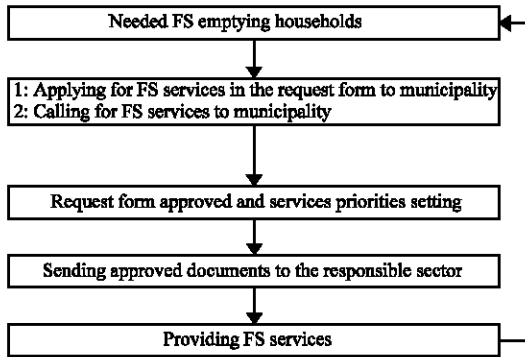 Needed FS emptying households
1: Applying for FS services in the request form to municipality
2: Calling for FS services to municipality
Request form approved and services priorities setting
Sending approved documents to the responsible sector
Providing FS services